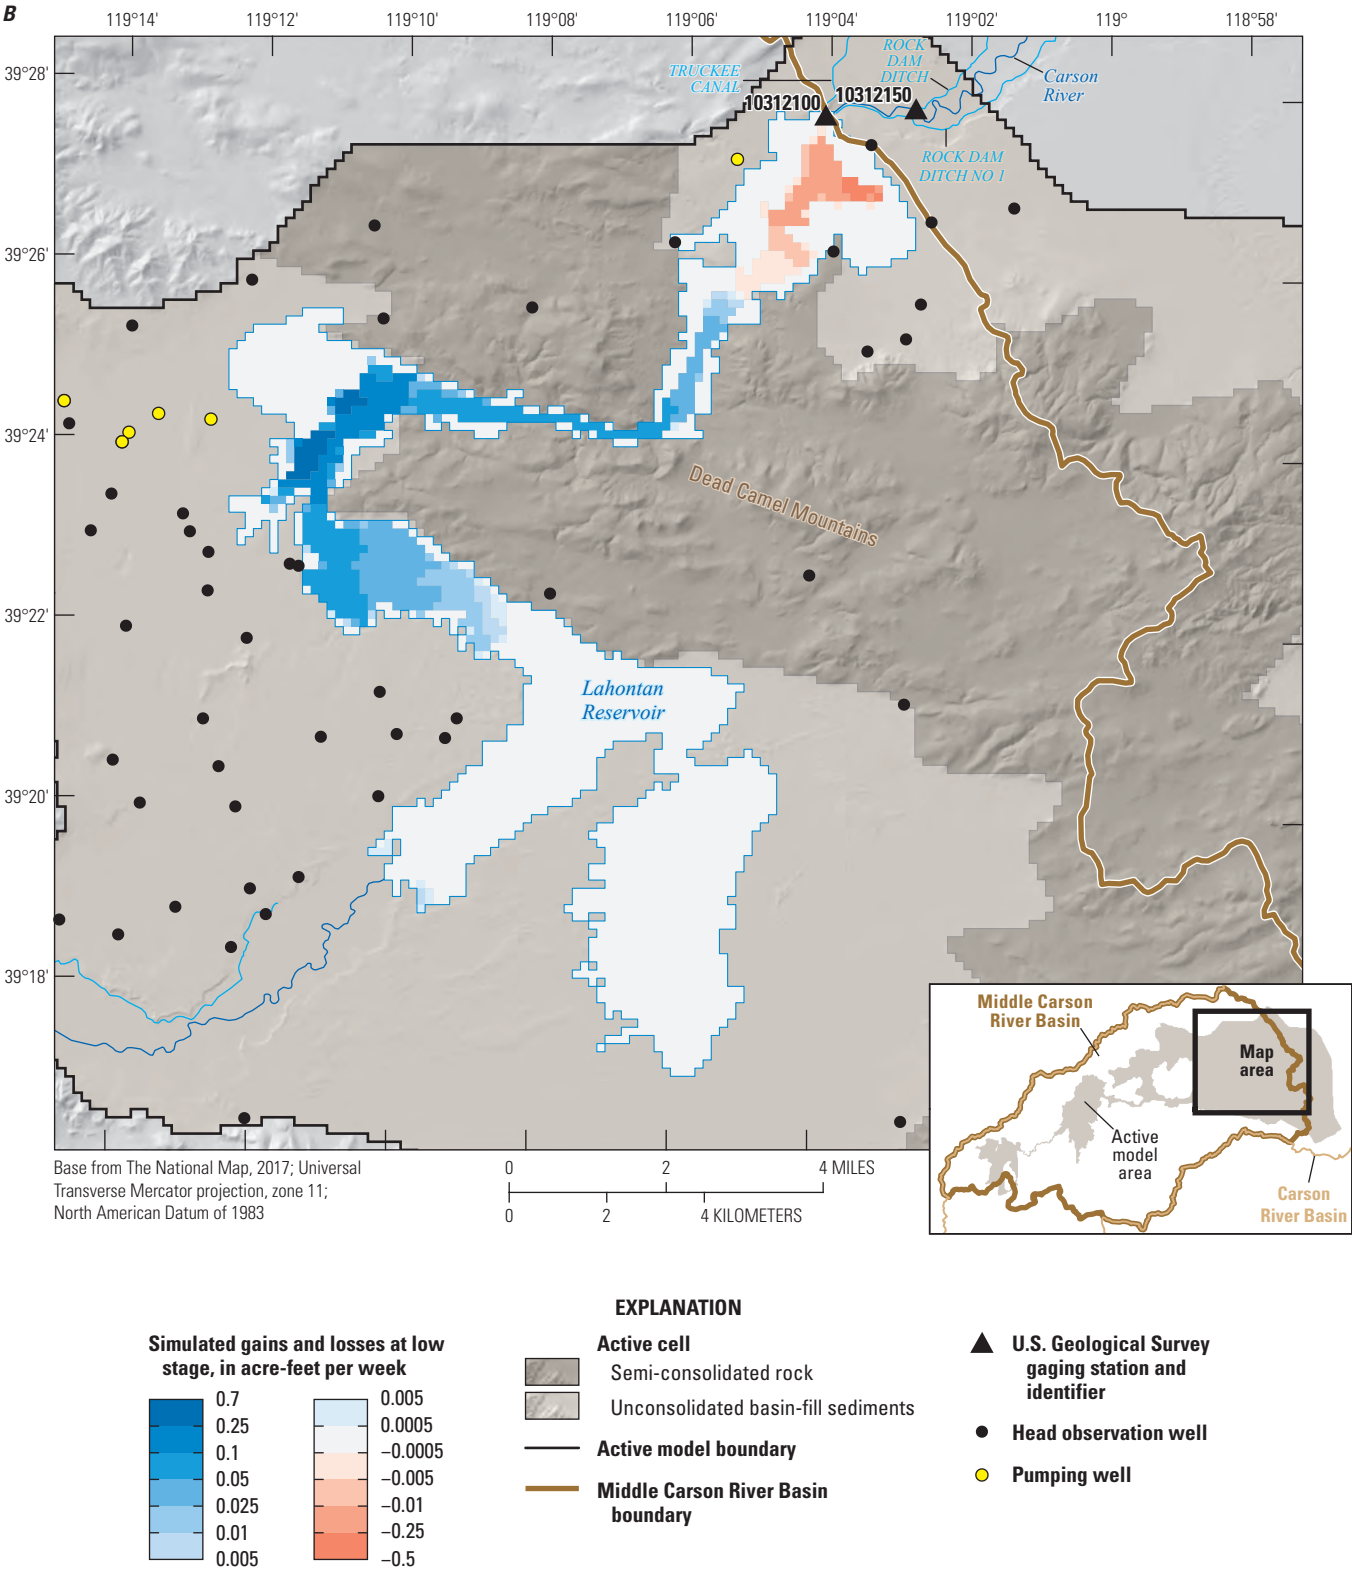 B
119°14'
119°12'
119°10'
119°08'
119°06'
119°04'
119°02'
119°
118°58'
39°28'
39°26'
39°24'
39°22'
39°20'
39°18'
TRUCKEE
CANAL
ROCK
DAM
DITCH
Carson
River
10312100
10312150
ROCK DAM
DITCH NO 1
Dead Camel Mountains
Lahontan
Reservoir
Middle Carson
River Basin
Map
area
Active
model
area
Carson
River Basin
Base from The National Map, 2017; Universal
Transverse Mercator projection, zone 11;
North American Datum of 1983
0 2 4 MILES
0 2 4 KILOMETERS
EXPLANATION
Simulated gains and losses at low
stage, in acre-feet per week
0.7
0.25
0.1
0.05
0.025
0.01
0.005
0.005
0.0005
−0.0005
−0.005
−0.01
−0.25
−0.5
Active cell
Semi-consolidated rock
Unconsolidated basin-fill sediments
Active model boundary
Middle Carson River Basin
boundary
U.S. Geological Survey
gaging station and
identifier
Head observation well
Pumping well